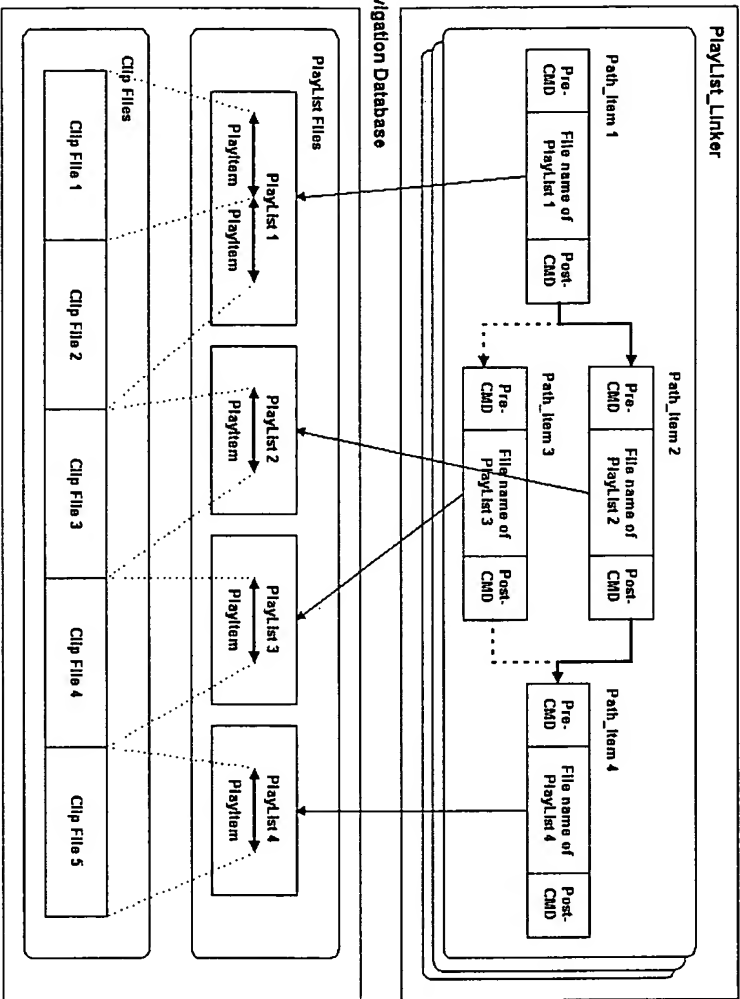 PlayList_Linker
Path_Item 1
Pre-
CMD
File name of
PlayList 1
Post-
CMD
Path_Item 2
Pre-
CMD
File name of
PlayList 2
Post-
CMD
Path_Item 3
Pre-
CMD
File name of
PlayList 3
Post-
CMD
Path_Item 4
Pre-
CMD
File name of
PlayList 4
Post-
CMD
vigation Database
PlayList Files
PlayList 1
PlayItem
PlayItem
PlayList 2
PlayItem
PlayList 3
PlayItem
PlayList 4
PlayItem
Clip Files
Clip File 1
Clip File 2
Clip File 3
Clip File 4
Clip File 5